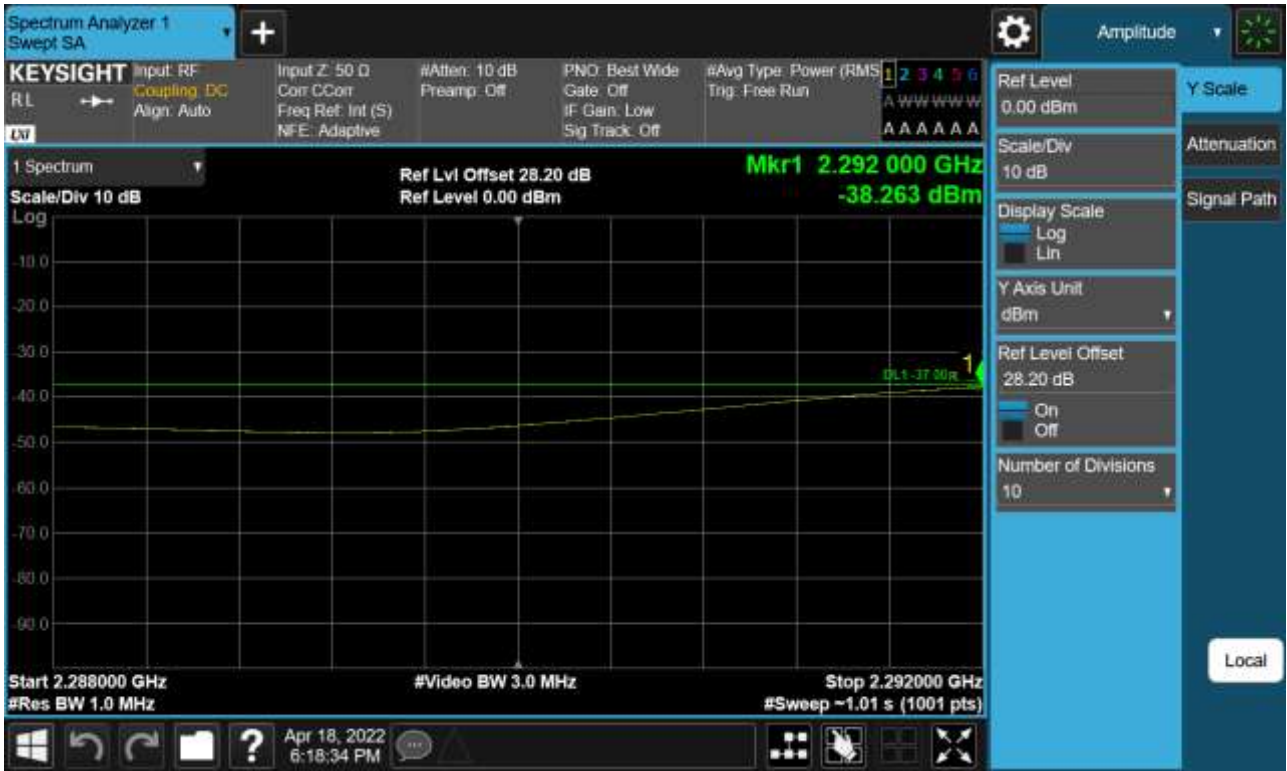 Spectrum Analyzer 1
Swept SA
+
Amplitude
KEYSIGHT
RL
Input: RF
Coupling: DC
Align: Auto
Input Z: 50 Ω
Corr CCorr
Freq Ref: Int (S)
NFE: Adaptive
#Atten: 10 dB
Preamp: Off
PNO: Best Wide
Gate: Off
IF Gain: Low
Sig Track: Off
#Avg Type: Power (RMS
Trig: Free Run
1 2 3 4 5 6
A W W W W W
A A A A A A
1 Spectrum
Scale/Div 10 dB
Ref Lvl Offset 28.20 dB
Ref Level 0.00 dBm
Mkr1 2.292 000 GHz
-38.263 dBm
Log
-10.0
-20.0
-30.0
-40.0
-50.0
-60.0
-70.0
-80.0
-90.0
1
DL1 -37.00
Start 2.288000 GHz
#Res BW 1.0 MHz
#Video BW 3.0 MHz
Stop 2.292000 GHz
#Sweep ~1.01 s (1001 pts)
Ref Level
0.00 dBm
Scale/Div
10 dB
Display Scale
Log
Lin
Y Axis Unit
dBm
Ref Level Offset
28.20 dB
On
Off
Number of Divisions
10
Y Scale
Attenuation
Signal Path
Local
?
Apr 18, 2022
6:18:34 PM